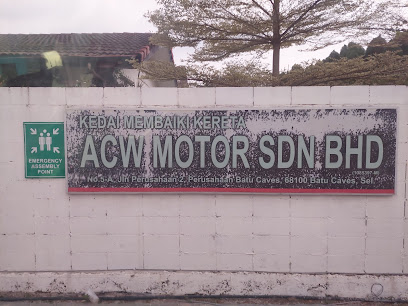 KEDAI MEMBAIKI KERETA
ACW MOTOR SDN BHD
No.5-A, Jln Perusahaan 2, Perusahaan Batu Caves, 68100 Batu Caves, Sel.
EMERGENCY
ASSEMBLY
POINT